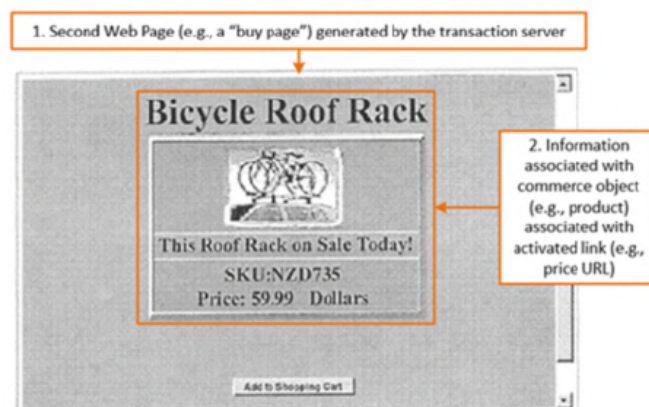 1. Second Web Page (e.g., a “buy page”) generated by the transaction server
Bicycle Roof Rack
2. Information
associated with
commerce object
(e.g., product)
associated with
activated link (e.g.,
price URL)
This Roof Rack on Sale Today!
SKU:NZD735
Price: 59.99 Dollars
Add to Shopping Cart